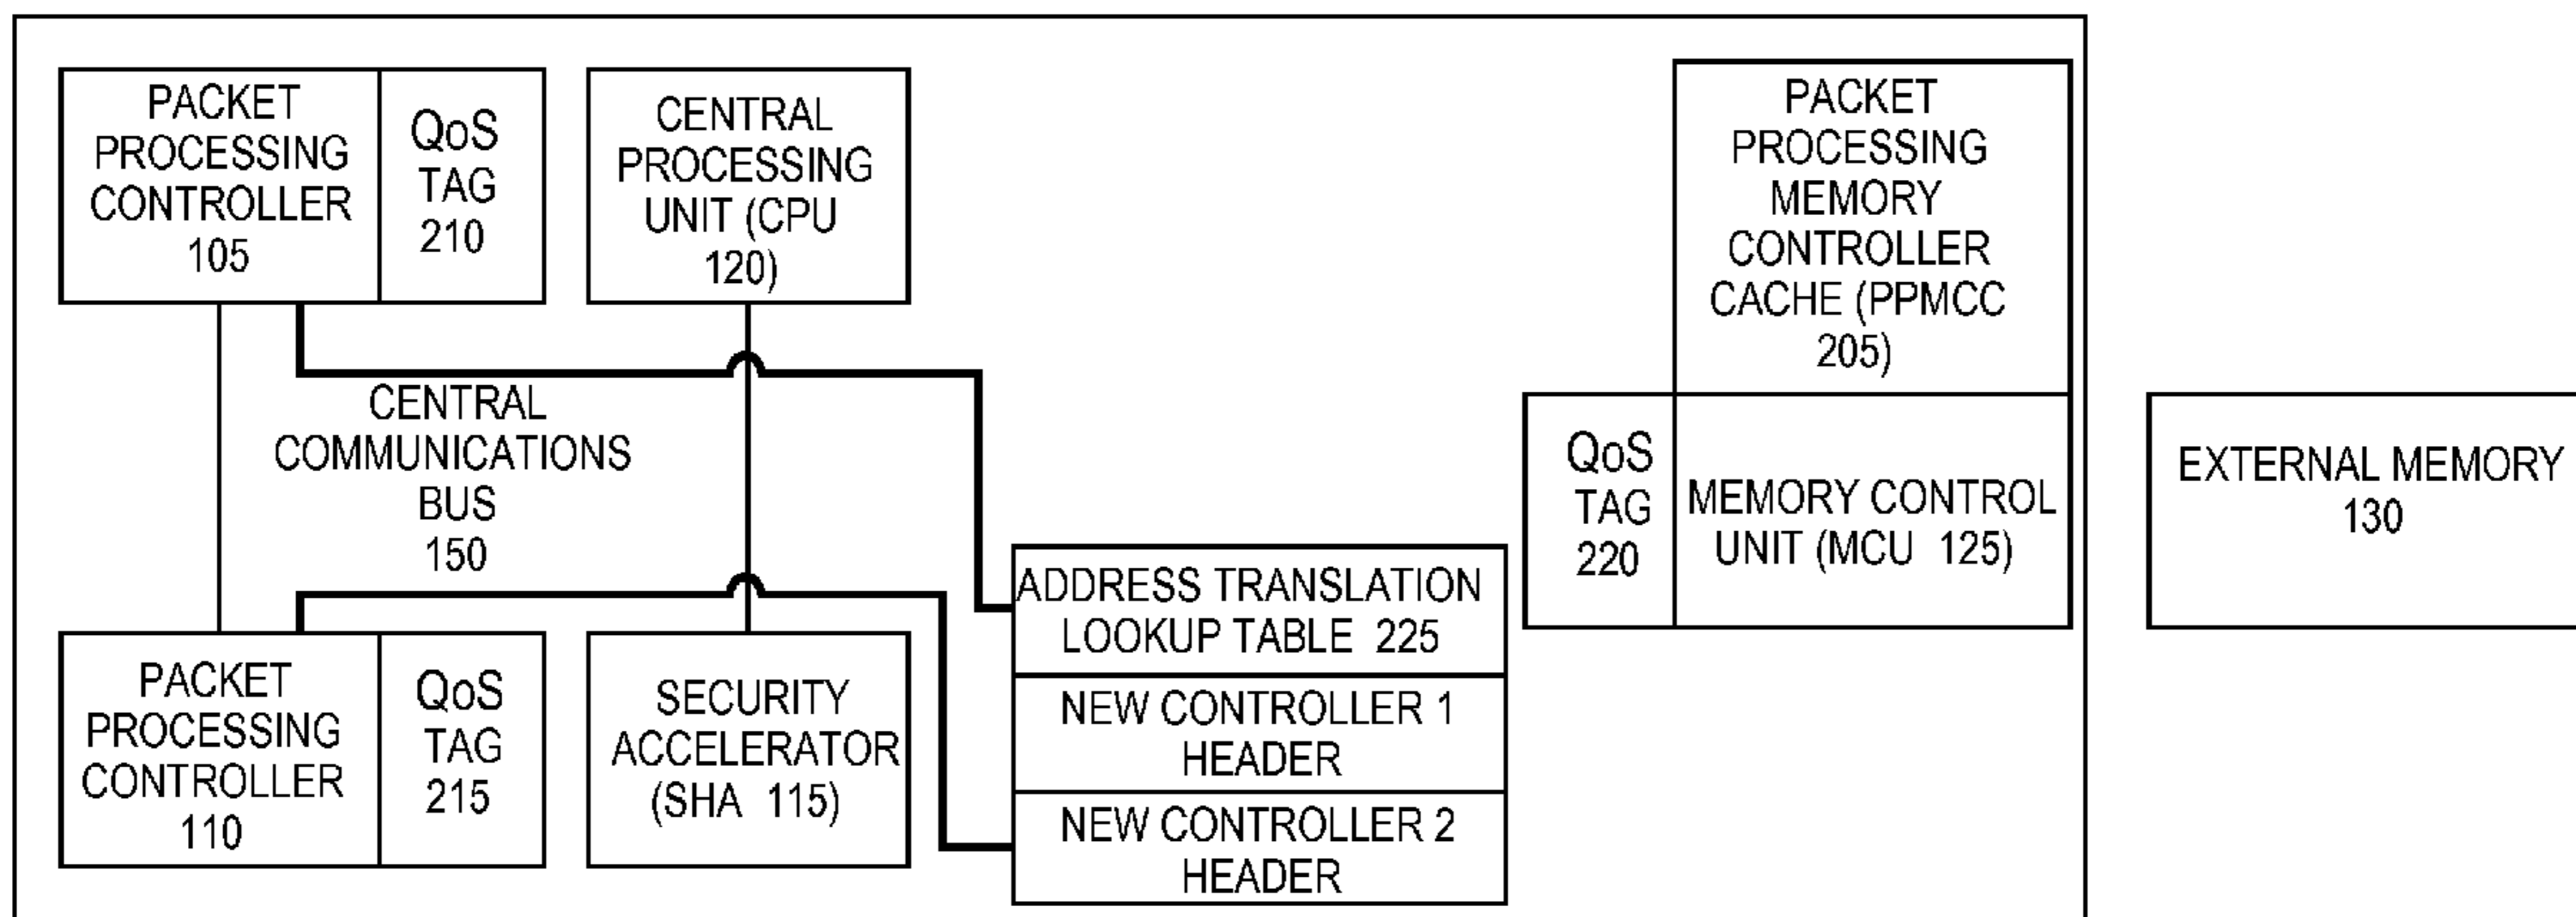 PACKET
PROCESSING
CONTROLLER
105
QoS
TAG
210
CENTRAL
PROCESSING
UNIT (CPU
120)
PACKET
PROCESSING
MEMORY
CONTROLLER
CACHE (PPMCC
205)
CENTRAL
COMMUNICATIONS
BUS
150
QoS
TAG
220
MEMORY CONTROL
UNIT (MCU 125)
EXTERNAL MEMORY
130
PACKET
PROCESSING
CONTROLLER
110
QoS
TAG
215
SECURITY
ACCELERATOR
(SHA 115)
ADDRESS TRANSLATION
LOOKUP TABLE 225
NEW CONTROLLER 1
HEADER
NEW CONTROLLER 2
HEADER